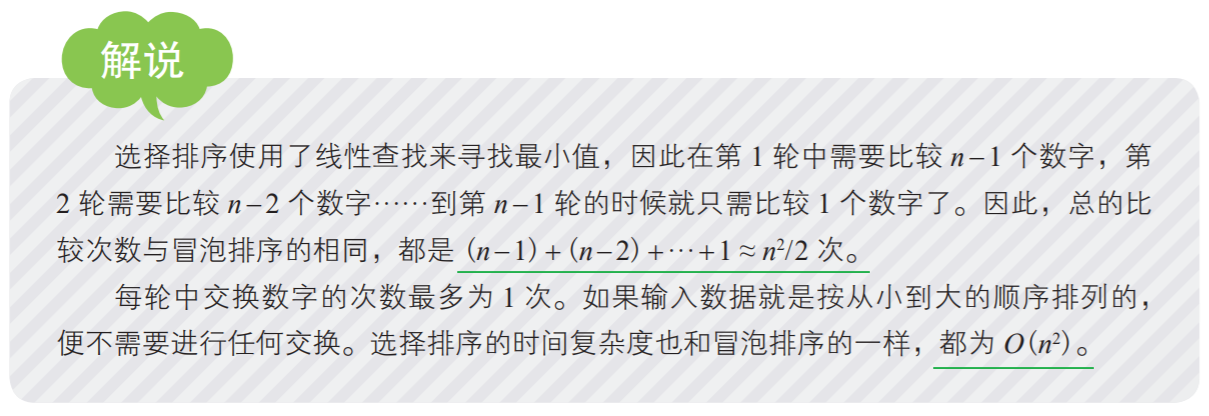 解说
选择排序使用了线性查找来寻找最小值，因此在第 1 轮中需要比较 n－1 个数字，第
2 轮需要比较 n－2 个数字……到第 n－1 轮的时候就只需比较 1 个数字了。因此，总的比
较次数与冒泡排序的相同，都是 (n－1)＋(n－2)＋…＋1 ≈ n²/2 次。
每轮中交换数字的次数最多为 1 次。如果输入数据就是按从小到大的顺序排列的，
便不需要进行任何交换。选择排序的时间复杂度也和冒泡排序的一样，都为 O(n²)。